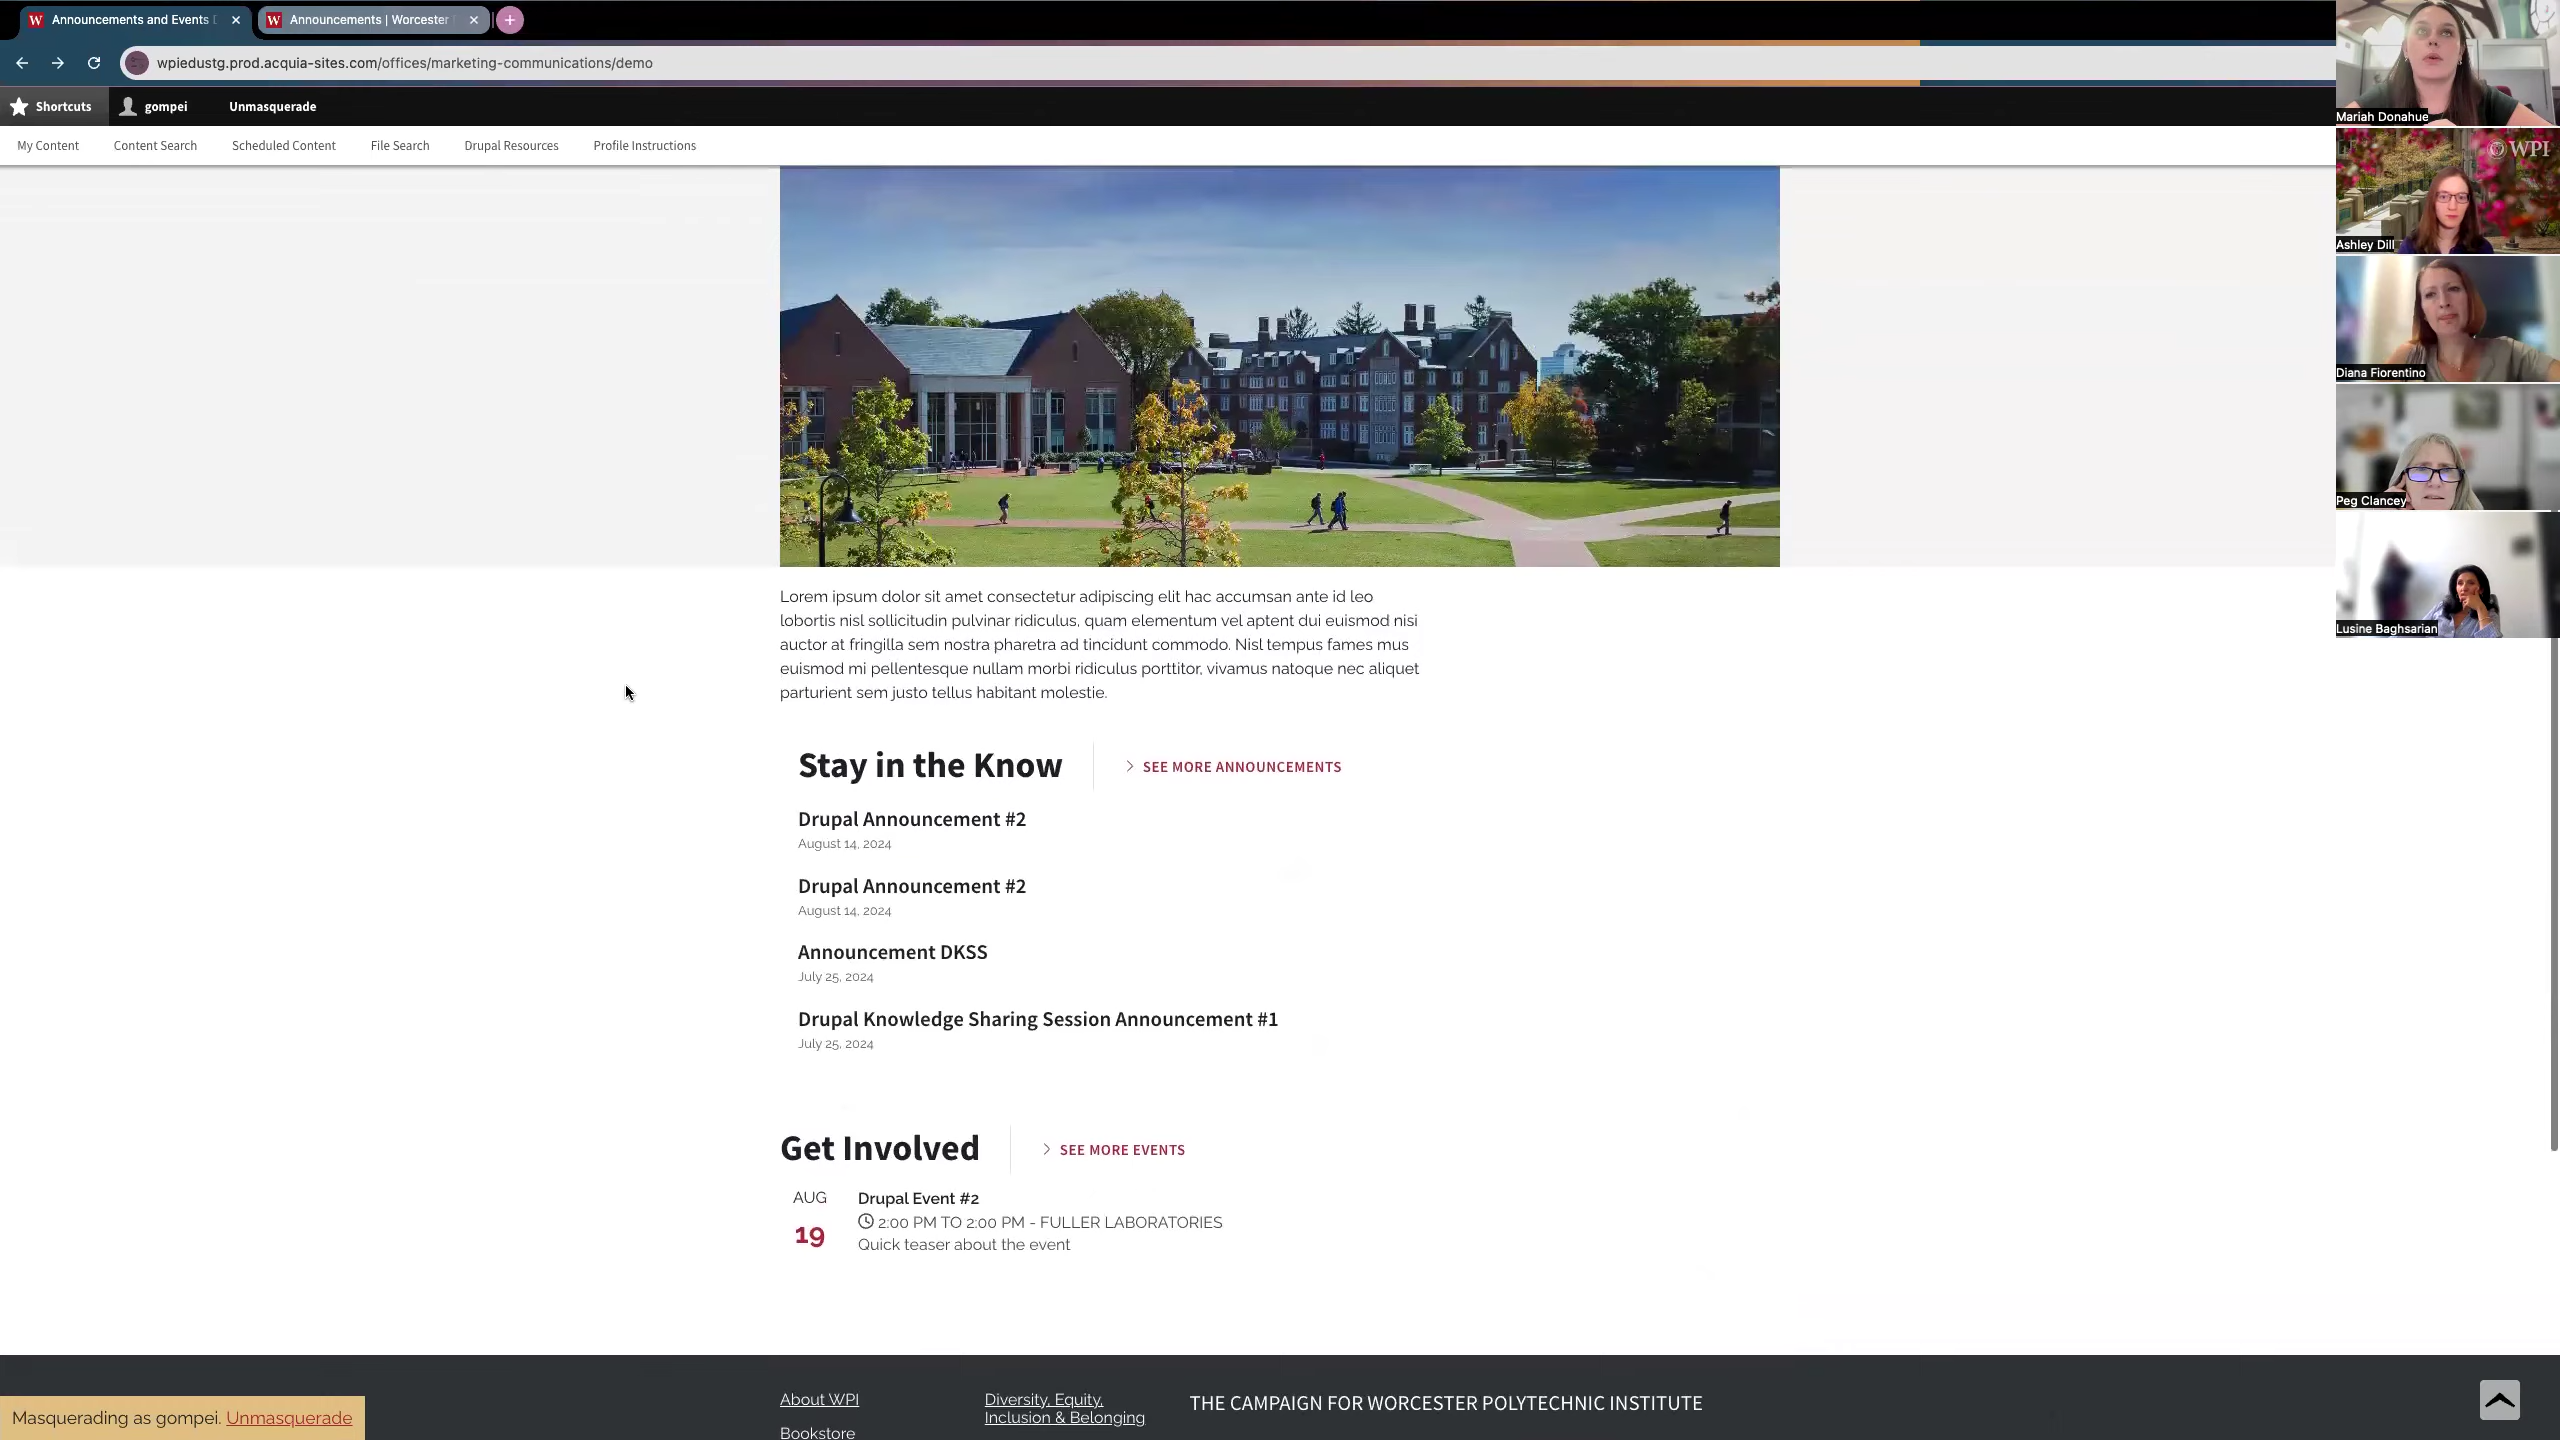 Announcements and Events
Announcements | Worcester
wpiedustg.prod.acquia-sites.com/offices/marketing-communications/demo
Shortcuts gompei Unmasquerade
My Content Content Search Scheduled Content File Search Drupal Resources Profile Instructions
Mariah Donahue
WPI
Ashley Dill
Diana Fiorentino
Peg Clancey
Lusine Baghsarian
Lorem ipsum dolor sit amet consectetur adipiscing elit hac accumsan ante id leo
lobortis nisl sollicitudin pulvinar ridiculus, quam elementum vel aptent dui euismod nisi
auctor at fringilla sem nostra pharetra ad tincidunt commodo. Nisl tempus fames mus
euismod mi pellentesque nullam morbi ridiculus porttitor, vivamus natoque nec aliquet
parturient sem justo tellus habitant molestie.
Stay in the Know
SEE MORE ANNOUNCEMENTS
Drupal Announcement #2
August 14, 2024
Drupal Announcement #2
August 14, 2024
Announcement DKSS
July 25, 2024
Drupal Knowledge Sharing Session Announcement #1
July 25, 2024
Get Involved
SEE MORE EVENTS
AUG
19
Drupal Event #2
2:00 PM TO 2:00 PM - FULLER LABORATORIES
Quick teaser about the event
About WPI
Bookstore
Diversity, Equity,
Inclusion & Belonging
THE CAMPAIGN FOR WORCESTER POLYTECHNIC INSTITUTE
Masquerading as gompei. Unmasquerade